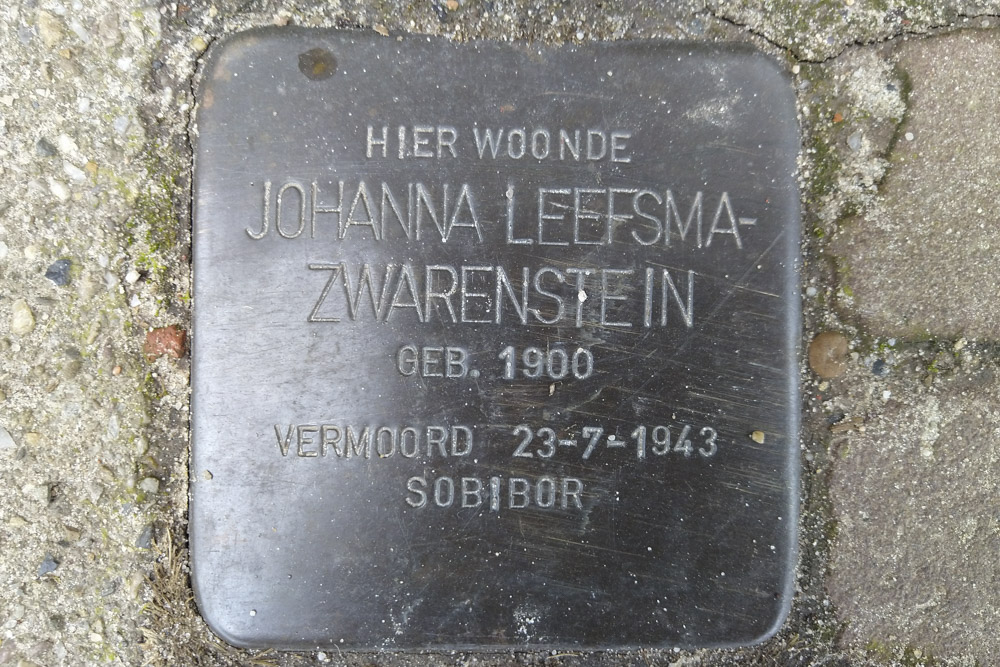 HIER WOONDE
JOHANNA LEEFSMA-
ZWARENSTEIN
GEB. 1900
VERMOORD 23-7-1943
SOBIBOR